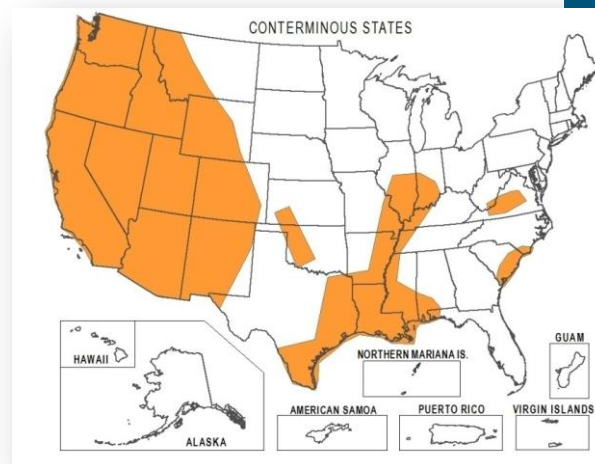 CONTERMINOUS STATES
HAWAII
ALASKA
NORTHERN MARIANA IS.
GUAM
AMERICAN SAMOA
PUERTO RICO
VIRGIN ISLANDS